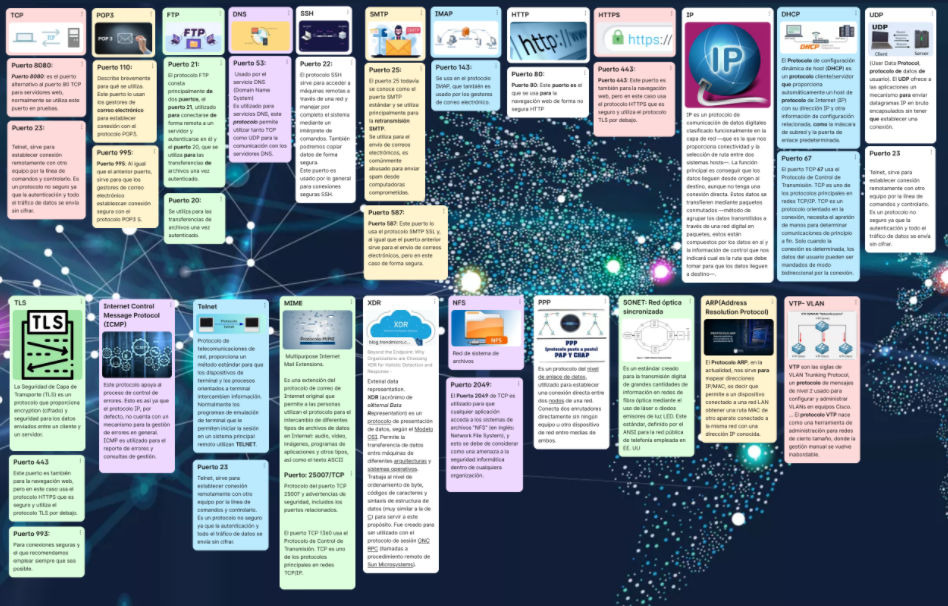 TCP
Puerto 8080:
Puerto 8080: es el puerto
alternativo al puerto 80 TCP
para servidores web,
normalmente se utiliza este
puerto en pruebas.
Puerto 23:
Telnet, sirve para
establecer conexión
remotamente con otro
equipo por la línea de
comandos y controlarlo. Es
un protocolo no seguro ya
que la autenticación y todo
el tráfico de datos se envía
sin cifrar.
POP3
POP 3
Puerto 110:
Describe brevemente
para qué se utiliza.
Este puerto lo usan los
gestores de correo
electrónico para
establecer conexión con
el protocolo POP3.
Puerto 995:
Puerto 995: Al igual que
el anterior puerto,
sirve para que los
gestores de correo
electrónico
establezcan conexión
segura con el
protocolo POP3 S.
FTP
FTP
Puerto 21:
El protocolo FTP
consta
principalmente de
dos puertos, el
puerto 21, utilizado
para conectarse de
forma remota a un
servidor y
autenticarse en él y
el puerto 20, que se
utiliza para las
transferencias de
archivos una vez
autenticado.
Puerto 20:
Se utiliza para las
transferencias de
archivos una vez
autenticado.
DNS
Puerto 53:
Usado por el
servicio DNS
(Domain Name
System)
Es utilizado para
servicios DNS, este
protocolo permite
utilizar tanto TCP
como UDP para la
comunicación con los
servidores DNS.
SSH
Puerto 22:
El protocolo SSH
sirve para acceder a
máquinas remotas a
través de una red y
manejar por
completo el sistema
mediante un
intérprete de
comandos. También
podremos copiar
datos de forma
segura.
Este puerto es
usado por lo general
para conexiones
seguras SSH.
SMTP
Puerto 25:
El puerto 25 todavía
se conoce como el
puerto SMTP
estándar y se utiliza
principalmente para
la retransmisión
SMTP.
Se utiliza para el
envío de correos
electrónicos, es
comúnmente
abusado para enviar
spam desde
computadoras
comprometidas.
Puerto 587:
Puerto 587: Este puerto lo
usa el protocolo SMTP SSL y,
al igual que el puerto anterior
sirve para el envío de correos
electrónicos, pero en este
caso de forma segura.
IMAP
Puerto 143:
Se usa en el protocolo
IMAP, que también es
usado por los gestores
de correo electrónico.
HTTP
http://w
Puerto 80:
Puerto 80: Este puerto es
el que se usa para la
navegación web de forma no
segura HTTP
HTTPS
https://
Puerto 443:
Puerto 443: Este puerto es
también para la navegación
web, pero en este caso es el
protocolo HTTPS que es
seguro y utiliza el protocolo
TLS por debajo.
IP
IP
IP es un protocolo de
comunicación de datos digitales
clasificado funcionalmente en la
capa de red —que es la que nos
proporciona conectividad y la
selección de ruta entre dos
sistemas hosts—. La función
principal es conseguir que los
datos lleguen desde origen al
destino, aunque no tenga una
conexión directa. Estos datos se
transfieren mediante paquetes
conmutados —método de
agrupar los datos transmitidos a
través de una red digital en
paquetes, estos están
compuestos por los datos en sí y
la información de control que nos
indicará cual es la ruta que debe
tomar para que los datos lleguen
a destino—.
DHCP
DHCP
El Protocolo de configuración
dinámica de host (DHCP) es un
protocolo cliente/servidor que
proporciona
automáticamente un host de
protocolo de Internet (IP)
con su dirección IP y otra
información de configuración
relacionada, como la máscara
de subred y la puerta de
enlace predeterminada.
Puerto 67
El puerto TCP 67 usa el
Protocolo de Control de
Transmisión. TCP es uno de
los protocolos principales en
redes TCP/IP. TCP es un
protocolo orientado en la
conexión, necesita el apretón
de manos para determinar
comunicaciones de principio
a fin. Solo cuando la
conexión es determinada, los
datos del usuario pueden ser
mandados de modo
bidireccional por la conexión.
UDP
UDP
Client
Server
(User Data Protocol,
protocolo de datos de
usuario). El UDP ofrece
a las aplicaciones un
mecanismo para enviar
datagramas IP en bruto
encapsulados sin tener
que establecer una
conexión.
Puerto 23
Telnet, sirve para
establecer conexión
remotamente con otro
equipo por la línea de
comandos y controlarlo.
Es un protocolo no
seguro ya que la
autenticación y todo el
tráfico de datos se envía
sin cifrar.
TLS
TLS
La Seguridad de Capa de
Transporte (TLS) es un
protocolo que proporciona
encriptación (cifrado) y
seguridad para los datos
enviados entre un cliente y
un servidor.
Puerto 443
Este puerto es también
para la navegación web,
pero en este caso usa el
protocolo HTTPS que es
seguro y utiliza el
protocolo TLS por debajo.
Puerto 993:
Para conexiones seguras y
el que recomendamos
emplear siempre que sea
posible.
Internet Control
Message Protocol
(ICMP)
Este protocolo apoya al
proceso de control de
errores. Esto es así ya que
el protocolo IP, por
defecto, no cuenta con un
mecanismo para la
gestión de errores en general.
ICMP es utilizado para el
reporte de errores y
consultas de gestión.
Telnet
Protocolo
Telnet
Protocolo de
telecomunicaciones de
red, proporciona un
método estándar para que
los dispositivos de
terminal y los procesos
orientados a terminal
intercambien información.
Normalmente los
programas de emulación
de terminal que le
permiten iniciar la sesión
en un sistema principal
remoto utilizan TELNET.
Puerto 23
Telnet, sirve para
establecer conexión
remotamente con otro
equipo por la línea de
comandos y controlarlo.
Es un protocolo no seguro
ya que la autentación y
todo el tráfico de datos se
envía sin cifrar.
MIME
Protocolo MIME
Multipurpose Internet
Mail Extensions.
Es una extensión del
protocolo de correo de
Internet original que
permite a las personas
utilizar el protocolo para el
intercambio de diferentes
tipos de archivos de datos
en Internet: audio, vídeo,
imágenes, programas de
aplicaciones y otros tipos,
así como el texto ASCII
Puerto: 25007/TCP
Protocolo del puerto TCP
25007 y advertencias de
seguridad, incluidos los
puertos relacionados.
El puerto TCP 1360 usa el
Protocolo de Control de
Transmisión. TCP es uno de
los protocolos
principales en redes
TCP/IP.
XDR
XDR
Beyond the Endpoint: Why
Organizations are Choosing
XDR for Holistic Detection and
Response -
External data
representation.
XDR (acrónimo de
eXternal Data
Representation) es un
protocolo de presentación
de datos, según el Modelo
OSI. Permite la
transferencia de datos
entre máquinas de
diferentes arquitecturas y
sistemas operativos.
Trabaja al nivel de
ordenamiento de byte,
códigos de caracteres y
sintaxis de estructura de
datos (muy similar a la de
C) para servir a este
propósito. Fue creado para
ser utilizado con el
protocolo de sesión ONC
RPC (llamadas a
procedimiento remoto de
Sun Microsystems).
NFS
NFS
Red de sistema de
archivos
Puerto 2049:
El Puerto 2049 de TCP es
utilizado para que
cualquier aplicación
acceda a los sistemas de
archivos "NFS" (en inglés:
Network File System), y
esto se debe de considerar
como una amenaza a la
seguridad informática
dentro de cualquiera
organización.
PPP
PPP
(protocolo punto a punto)
PAP Y CHAP
Es un protocolo del nivel
de enlace de datos,
utilizado para establecer
una conexión directa entre
dos nodos de una red.
Conecta dos enrutadores
directamente sin ningún
equipo u otro dispositivo
de red entre medias de
ambos.
SONET: Red óptica
sincronizada
Es un estándar creado
para la transmisión digital
de grandes cantidades de
información en redes de
fibra óptica mediante el
uso de láser o diodos
emisores de luz LED. Este
estándar, definido por el
ANSI para la red pública
de telefonía empleada en
EE. UU
ARP(Address
Resolution Protocol)
El Protocolo ARP, en la
actualidad, nos sirve para
mapear direcciones
IP/MAC, es decir que
permite a un dispositivo
conectado a una red LAN
obtener una ruta MAC de
otro aparato conectado a
la misma red con una
dirección IP conocida.
VTP- VLAN
VTP son las siglas de
VLAN Trunking Protocol,
un protocolo de mensajes
de nivel 2 usado para
configurar y administrar
VLANs en equipos Cisco.
... El protocolo VTP nace
como una herramienta de
administración para redes
de cierto tamaño, donde la
gestión manual se vuelve
inabordable.